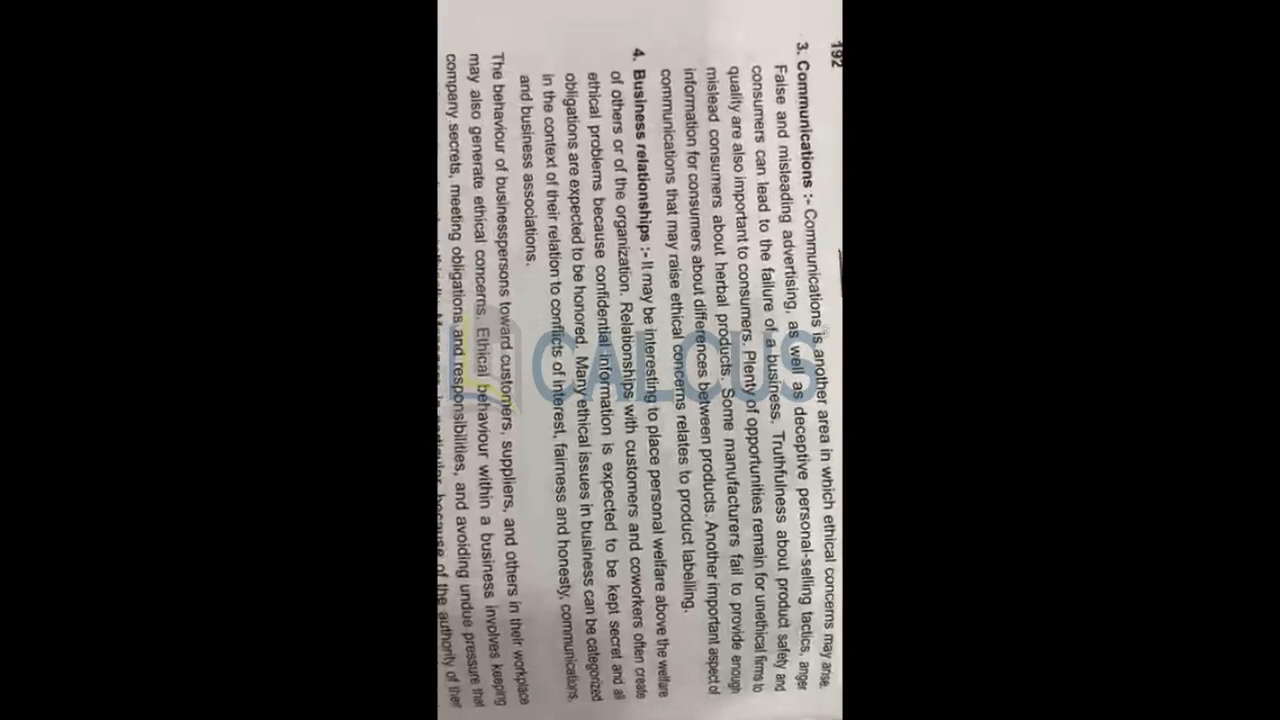 192
3. Communications :- Communications is another area in which ethical concerns may arise.
False and misleading advertising, as well as deceptive personal-selling tactics, anger
consumers can lead to the failure of a business. Truthfulness about product safety and
quality are also important to consumers. Plenty of opportunities remain for unethical firms to
mislead consumers about herbal products. Some manufacturers fail to provide enough
information for consumers about differences between products. Another important aspect of
communications that may raise ethical concerns relates to product labelling.
4. Business relationships :- It may be interesting to place personal welfare above the welfare
of others or of the organization. Relationships with customers and coworkers often create
ethical problems because confidential information is expected to be kept secret and all
obligations are expected to be honored. Many ethical issues in business can be categorized
in the context of their relation to conflicts of interest, fairness and honesty, communications,
and business associations.
The behaviour of businesspersons toward customers, suppliers, and others in their workplace
may also generate ethical concerns. Ethical behaviour within a business involves keeping
company secrets, meeting obligations and responsibilities, and avoiding undue pressure that
because of the authority of their
CALCUS